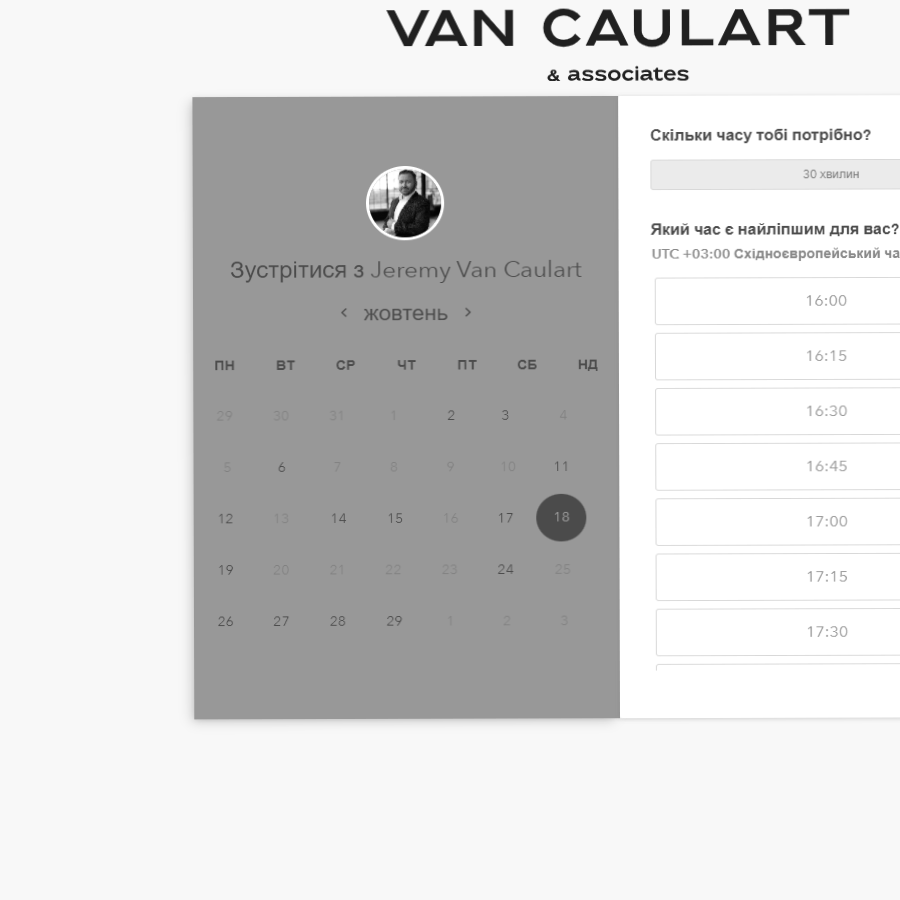 VAN CAULART
& associates
Зустрітися з Jeremy Van Caulart
‹ жовтень ›
ПН ВТ СР ЧТ ПТ СБ НД
29 30 31 1 2 3 4
5 6 7 8 9 10 11
12 13 14 15 16 17 18
19 20 21 22 23 24 25
26 27 28 29 1 2 3
Скільки часу тобі потрібно?
30 хвилин
Який час є найліпшим для вас?
UTC +03:00 Східноєвропейський ча
16:00
16:15
16:30
16:45
17:00
17:15
17:30